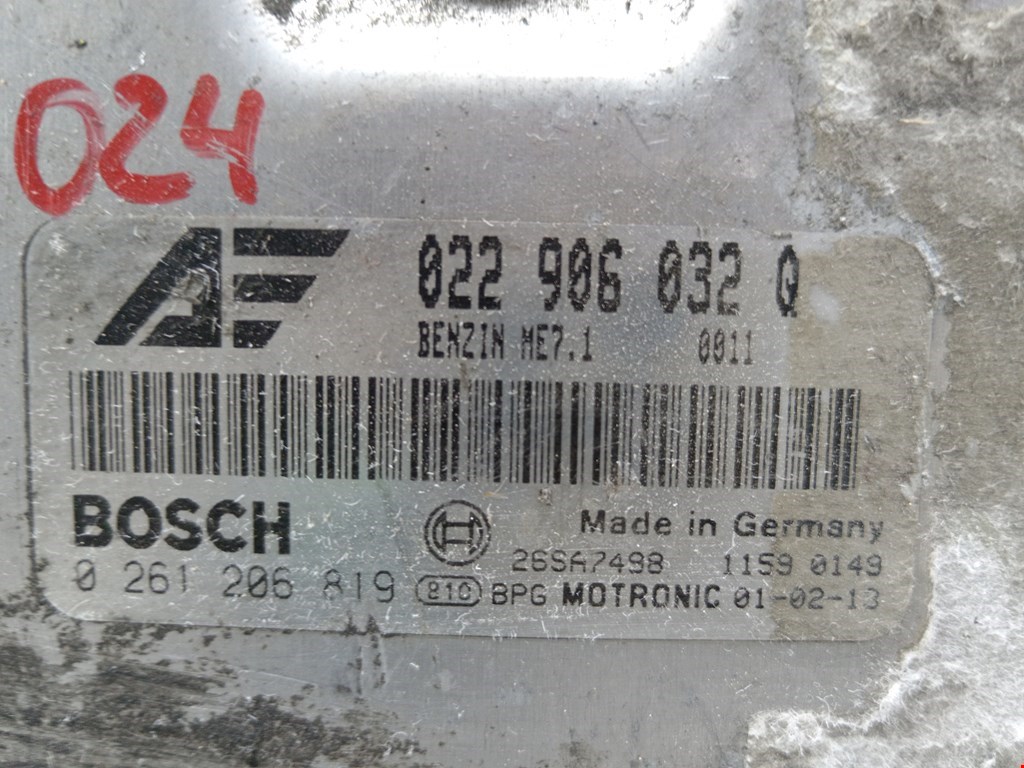 024
AF 022 906 032 Q
BENZIN ME7.1 0011
BOSCH Made in Germany
26SA7498 1159 0149
0 261 206 819 BPG MOTRONIC 01-02-13